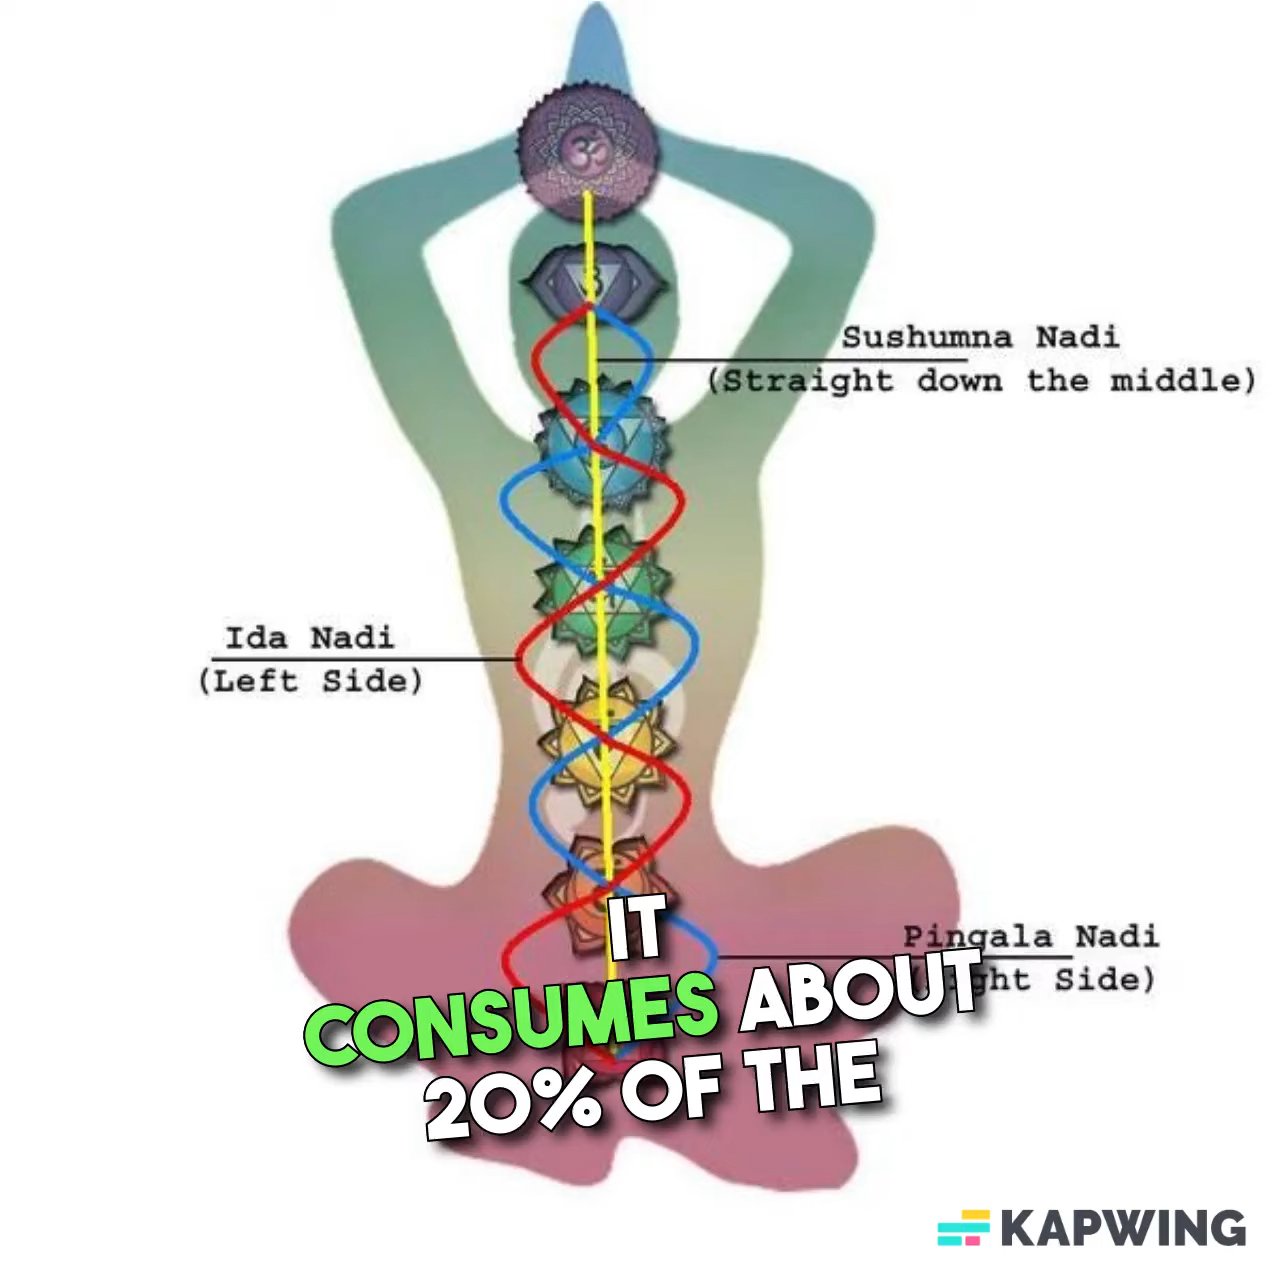 Sushumna Nadi
(Straight down the middle)
Ida Nadi
(Left Side)
Pingala Nadi
(Right Side)
IT
CONSUMES ABOUT
20% OF THE
KAPWING